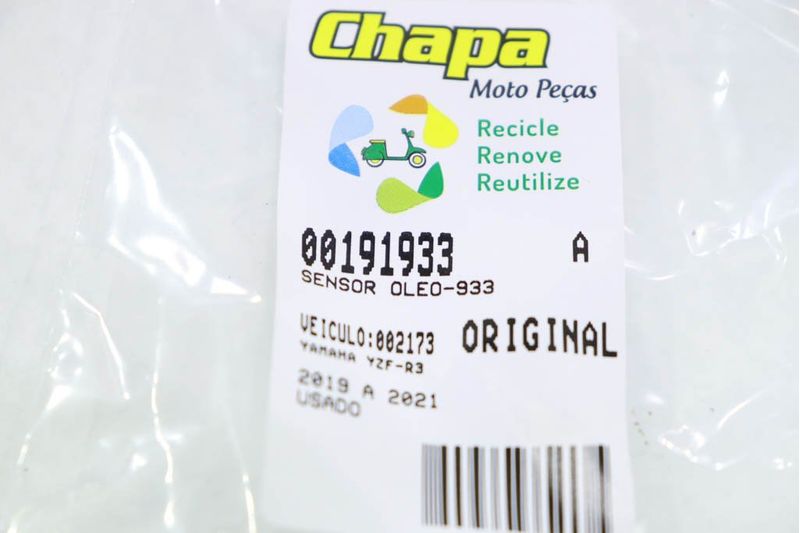 Chapa
Moto Peças
Recicle
Renove
Reutilize
00191933 A
SENSOR OLEO-933
VEICULO:002173 ORIGINAL
YAMAHA YZF-R3
2019 A 2021
USADO